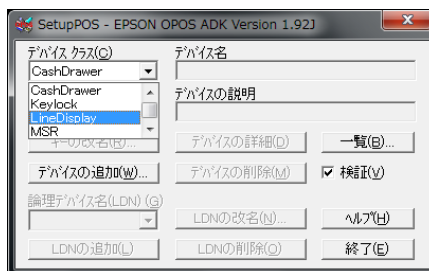 SetupPOS - EPSON OPOS ADK Version 1.92J
デバイス クラス(C)
デバイス名
CashDrawer
CashDrawer
Keylock
LineDisplay
MSR
デバイスの説明
キーの改名(R)...
デバイスの詳細(D)
一覧(B)...
デバイスの追加(W)...
デバイスの削除(M)
検証(V)
論理デバイス名(LDN) (G)
LDNの改名(N)...
ヘルプ(H)
LDNの追加(L)
LDNの削除(O)
終了(E)